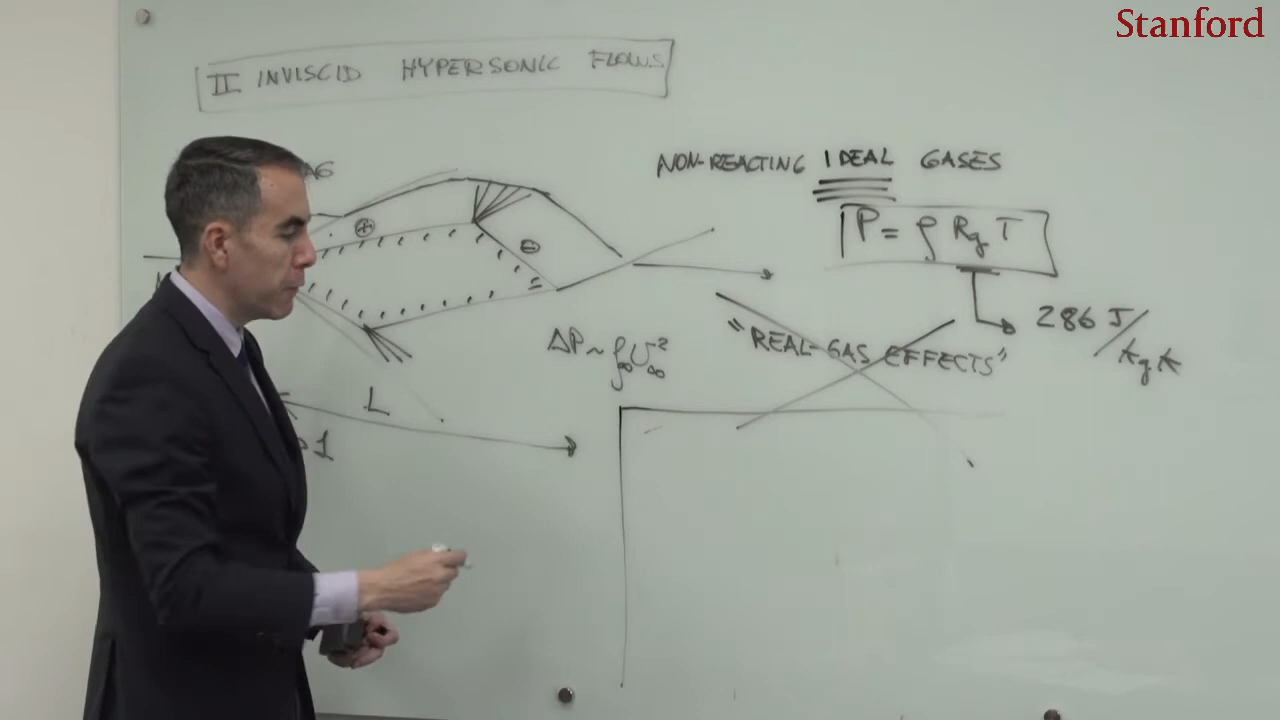 Stanford
II INVISCID HYPERSONIC FLOWS
NON-REACTING IDEAL GASES
P = ρ Rg T
⊕
⊖
286 J/kg K
ΔP ~ ρ∞ U∞²
"REAL GAS EFFECTS"
L